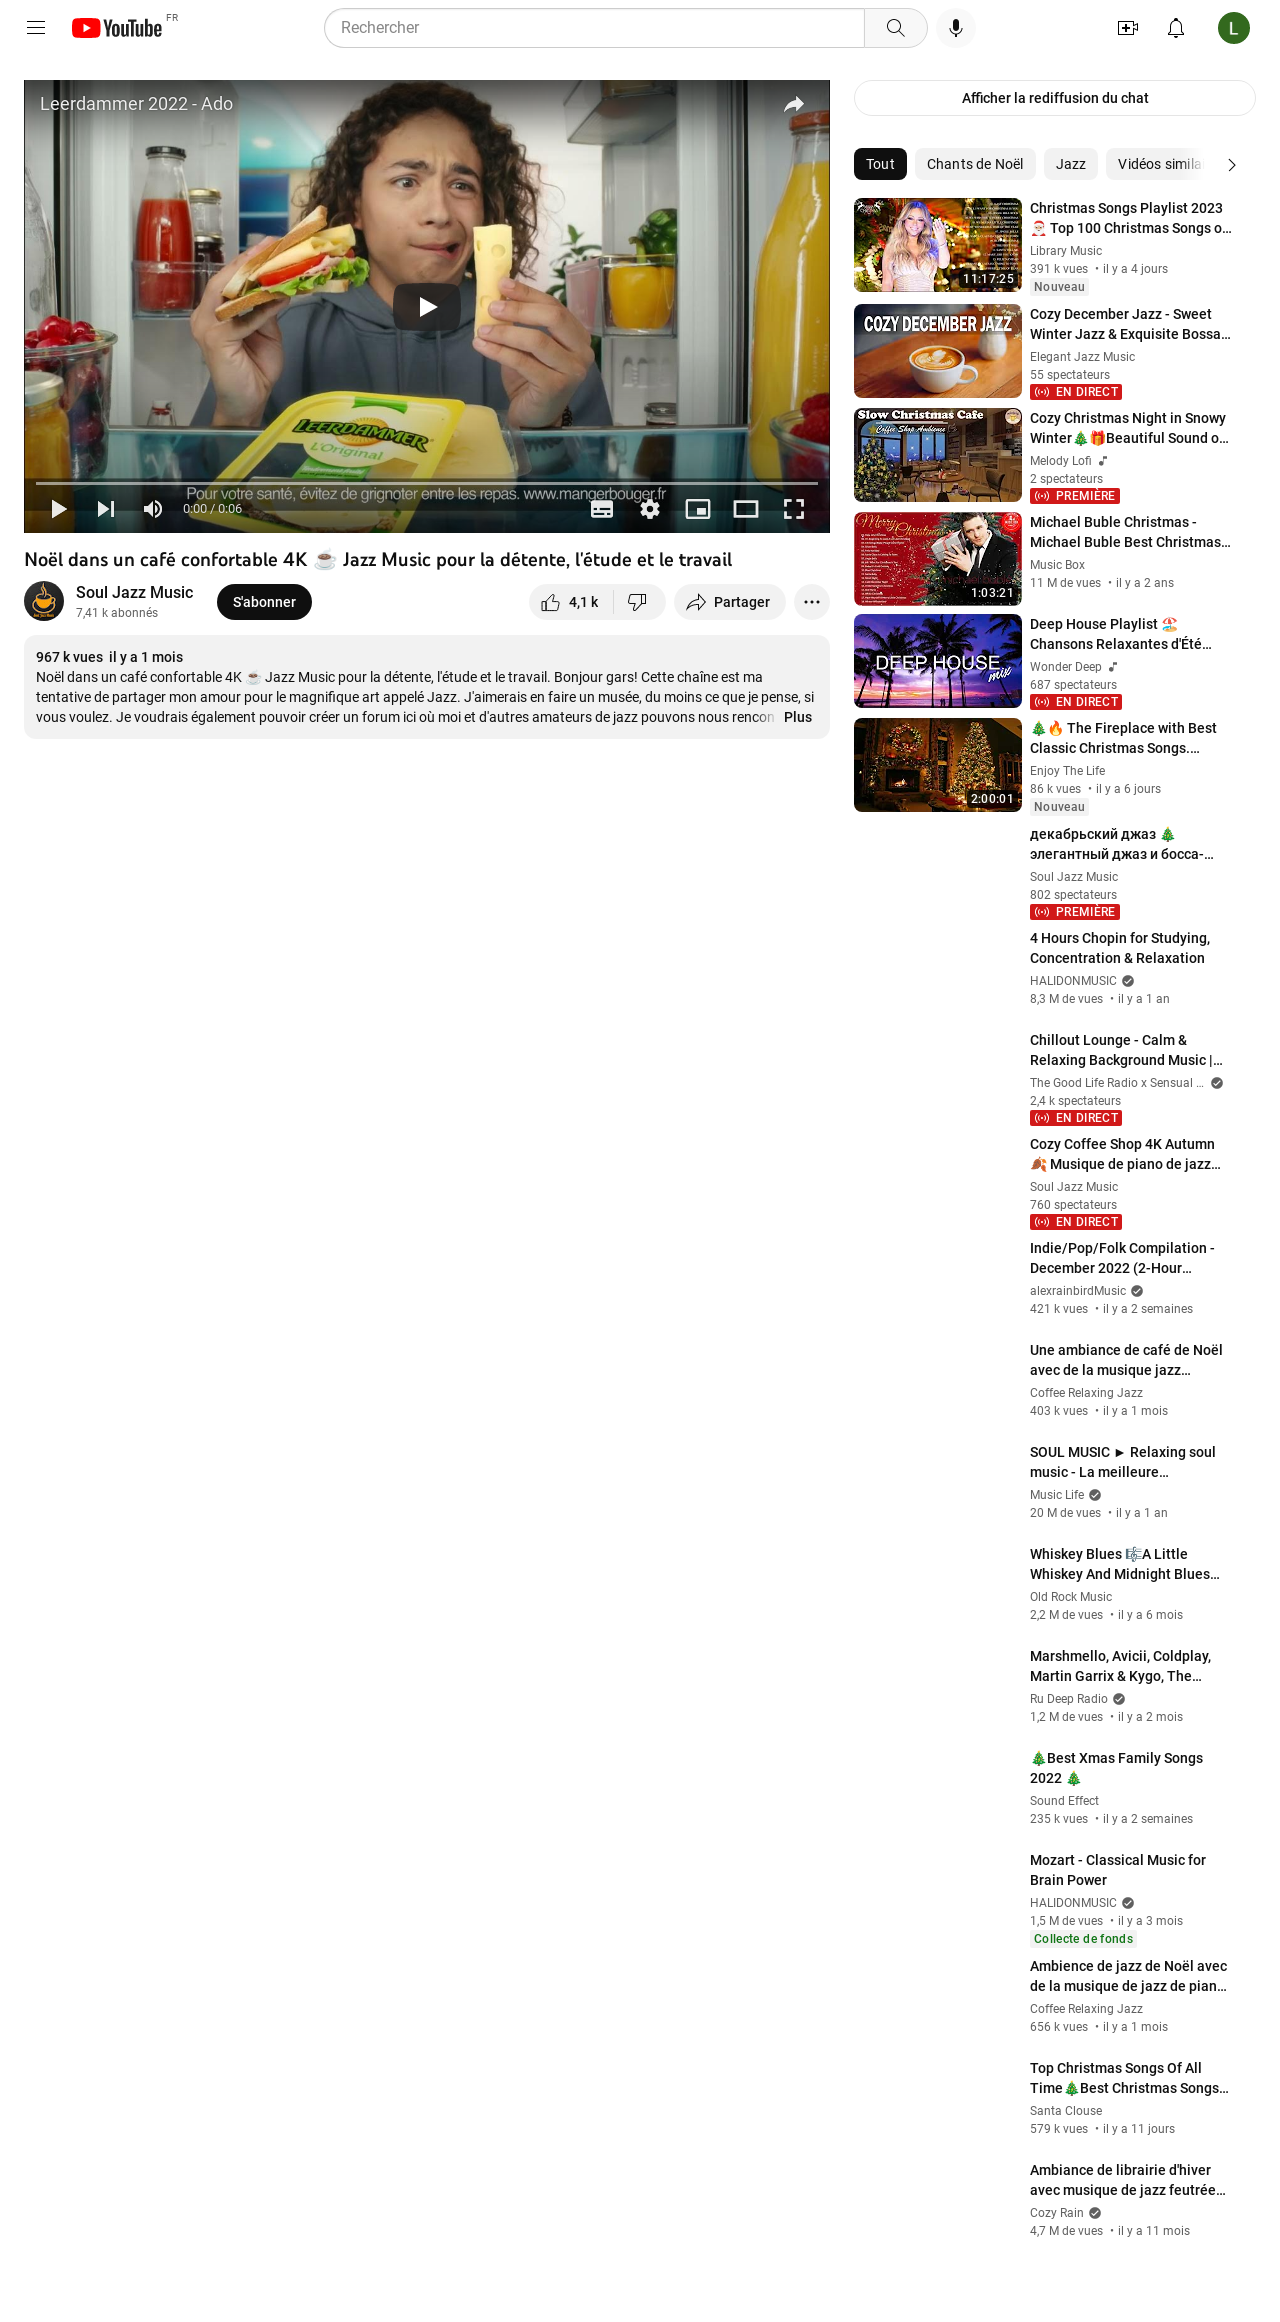 YouTube FR
Rechercher
L
Leerdammer 2022 - Ado
LEERDAMMER
L'Original
Pour votre santé, évitez de grignoter entre les repas. www.mangerbouger.fr
0:00 / 0:06
Noël dans un café confortable 4K ☕ Jazz Music pour la détente, l'étude et le travail
Soul Jazz Music
7,41 k abonnés
S'abonner
4,1 k
Partager
967 k vues il y a 1 mois
Noël dans un café confortable 4K ☕ Jazz Music pour la détente, l'étude et le travail. Bonjour gars! Cette chaîne est ma
tentative de partager mon amour pour le magnifique art appelé Jazz. J'aimerais en faire un musée, du moins ce que je pense, si
vous voulez. Je voudrais également pouvoir créer un forum ici où moi et d'autres amateurs de jazz pouvons nous rencon Plus
Afficher la rediffusion du chat
Tout
Chants de Noël
Jazz
Vidéos simila
11:17:25
Christmas Songs Playlist 2023
🎅🏻 Top 100 Christmas Songs o…
Library Music
391 k vues • il y a 4 jours
Nouveau
COZY DECEMBER JAZZ
Cozy December Jazz - Sweet
Winter Jazz & Exquisite Bossa…
Elegant Jazz Music
55 spectateurs
EN DIRECT
Slow Christmas Cafe
Coffee Shop Ambience
Cozy Christmas Night in Snowy
Winter🎄🎁Beautiful Sound o…
Melody Lofi
2 spectateurs
PREMIÈRE
Merry Christmas
1:03:21
Michael Buble Christmas -
Michael Buble Best Christmas…
Music Box
11 M de vues • il y a 2 ans
DEEP HOUSE
mix
Deep House Playlist 🏖️
Chansons Relaxantes d'Été…
Wonder Deep
687 spectateurs
EN DIRECT
2:00:01
🎄🔥 The Fireplace with Best
Classic Christmas Songs.…
Enjoy The Life
86 k vues • il y a 6 jours
Nouveau
декабрьский джаз 🎄
элегантный джаз и босса-…
Soul Jazz Music
802 spectateurs
PREMIÈRE
4 Hours Chopin for Studying,
Concentration & Relaxation
HALIDONMUSIC
8,3 M de vues • il y a 1 an
Chillout Lounge - Calm &
Relaxing Background Music |…
The Good Life Radio x Sensual …
2,4 k spectateurs
EN DIRECT
Cozy Coffee Shop 4K Autumn
🍂 Musique de piano de jazz…
Soul Jazz Music
760 spectateurs
EN DIRECT
Indie/Pop/Folk Compilation -
December 2022 (2-Hour…
alexrainbirdMusic
421 k vues • il y a 2 semaines
Une ambiance de café de Noël
avec de la musique jazz…
Coffee Relaxing Jazz
403 k vues • il y a 1 mois
SOUL MUSIC ► Relaxing soul
music - La meilleure…
Music Life
20 M de vues • il y a 1 an
Whiskey Blues 🎼A Little
Whiskey And Midnight Blues…
Old Rock Music
2,2 M de vues • il y a 6 mois
Marshmello, Avicii, Coldplay,
Martin Garrix & Kygo, The…
Ru Deep Radio
1,2 M de vues • il y a 2 mois
🎄Best Xmas Family Songs
2022 🎄
Sound Effect
235 k vues • il y a 2 semaines
Mozart - Classical Music for
Brain Power
HALIDONMUSIC
1,5 M de vues • il y a 3 mois
Collecte de fonds
Ambience de jazz de Noël avec
de la musique de jazz de pian…
Coffee Relaxing Jazz
656 k vues • il y a 1 mois
Top Christmas Songs Of All
Time🎄Best Christmas Songs…
Santa Clouse
579 k vues • il y a 11 jours
Ambiance de librairie d'hiver
avec musique de jazz feutrée…
Cozy Rain
4,7 M de vues • il y a 11 mois